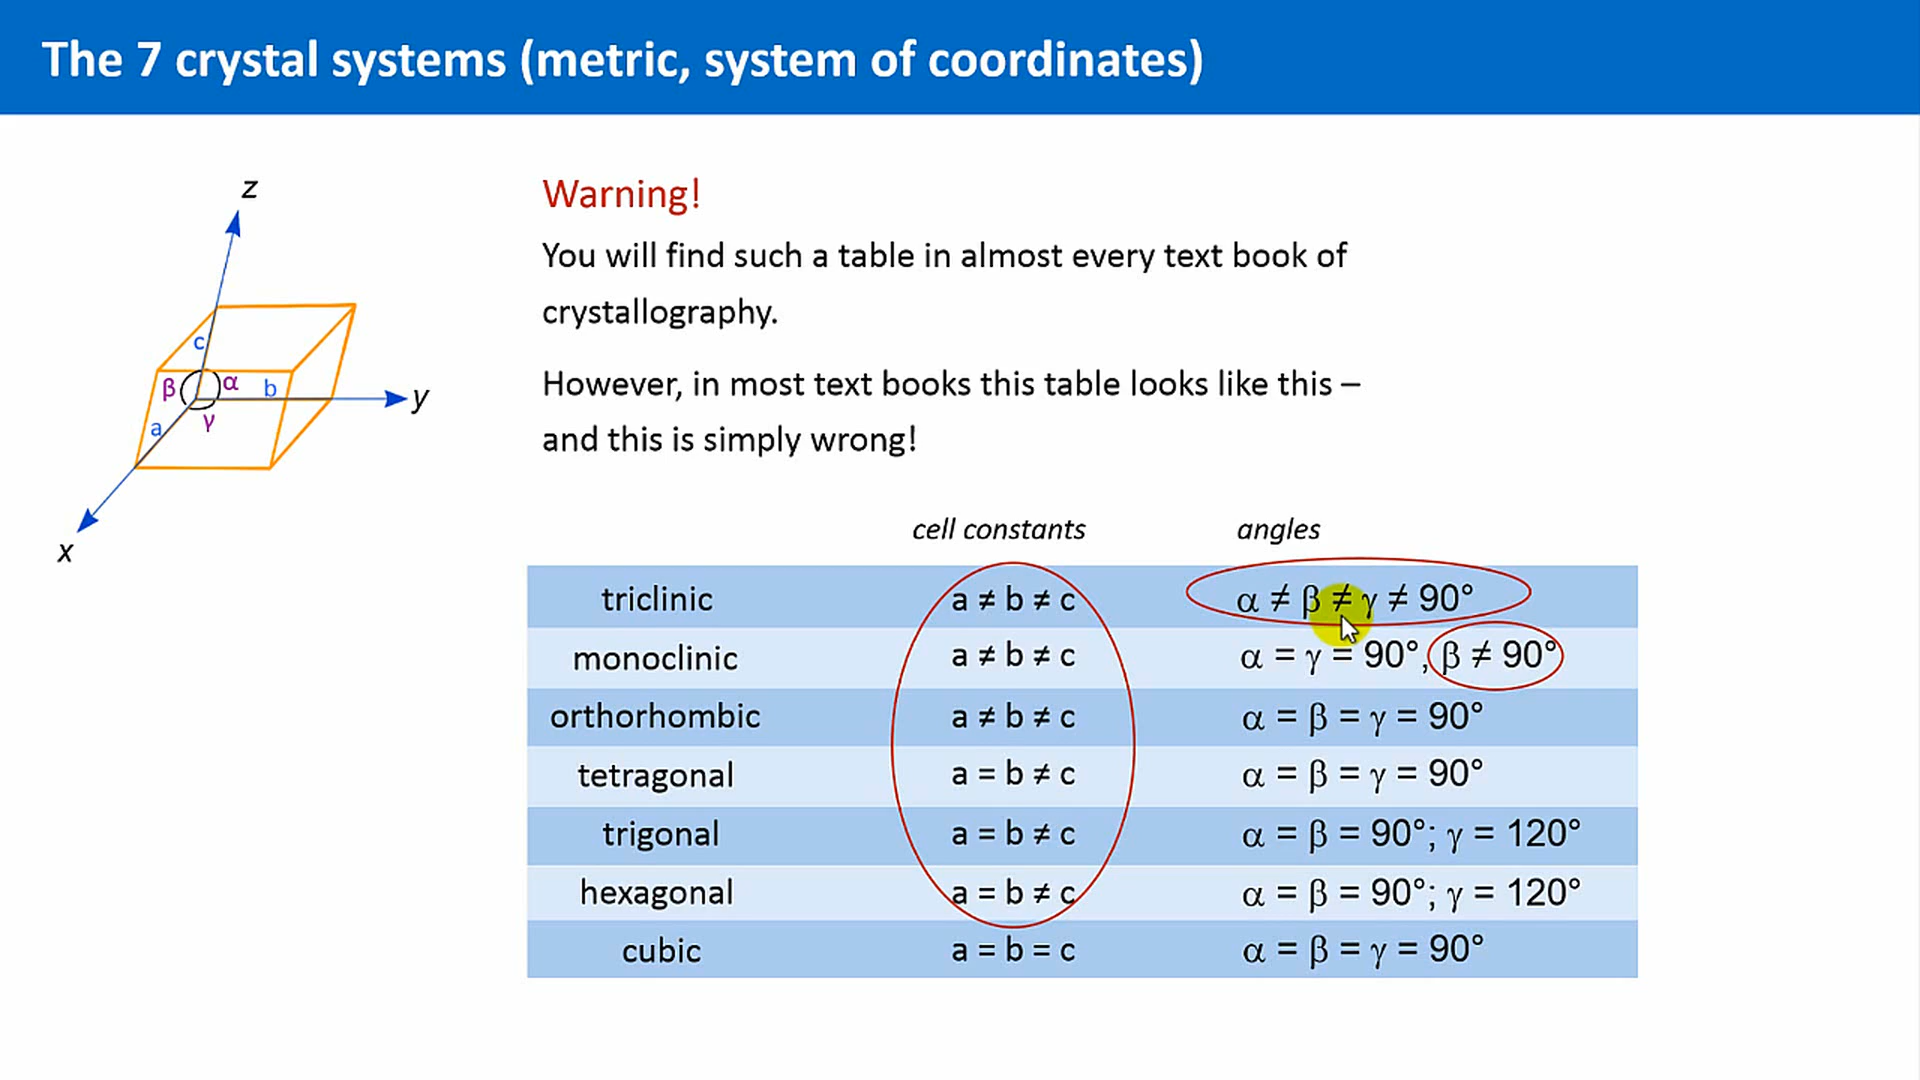 The 7 crystal systems (metric, system of coordinates)
z
c
β
α
b
y
a
γ
x
Warning!
You will find such a table in almost every text book of
crystallography.
However, in most text books this table looks like this –
and this is simply wrong!
cell constants angles
triclinic a ≠ b ≠ c α ≠ β ≠ γ ≠ 90°
monoclinic a ≠ b ≠ c α = γ = 90°, β ≠ 90°
orthorhombic a ≠ b ≠ c α = β = γ = 90°
tetragonal a = b ≠ c α = β = γ = 90°
trigonal a = b ≠ c α = β = 90°; γ = 120°
hexagonal a = b ≠ c α = β = 90°; γ = 120°
cubic a = b = c α = β = γ = 90°